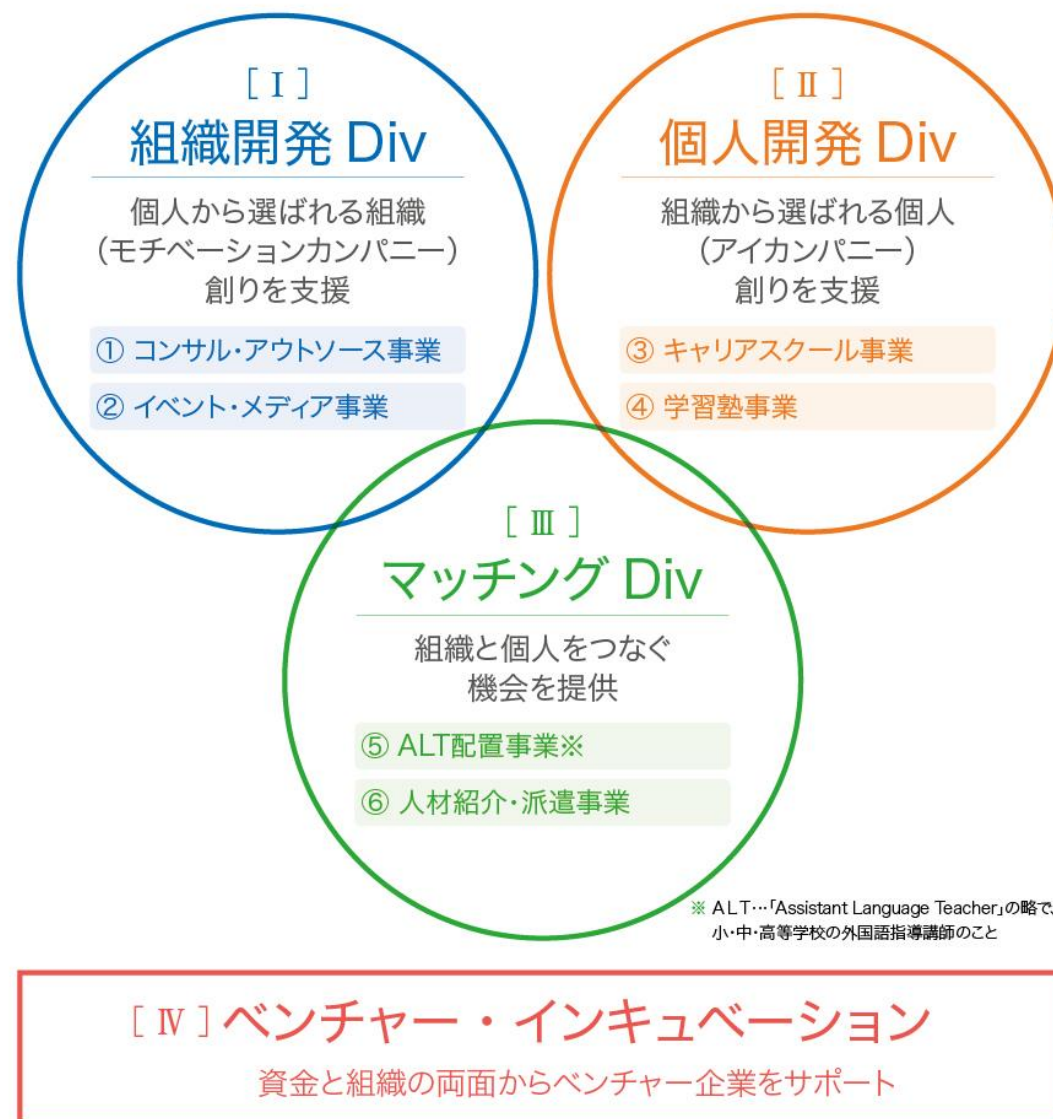 [ Ⅰ ]
組織開発 Div
個人から選ばれる組織
(モチベーションカンパニー)
創りを支援
① コンサル・アウトソース事業
② イベント・メディア事業
[ Ⅱ ]
個人開発 Div
組織から選ばれる個人
(アイカンパニー)
創りを支援
③ キャリアスクール事業
④ 学習塾事業
[ Ⅲ ]
マッチング Div
組織と個人をつなぐ
機会を提供
⑤ ALT配置事業※
⑥ 人材紹介・派遣事業
※ ALT…「Assistant Language Teacher」の略で、
小・中・高等学校の外国語指導講師のこと
[ Ⅳ ] ベンチャー・インキュベーション
資金と組織の両面からベンチャー企業をサポート